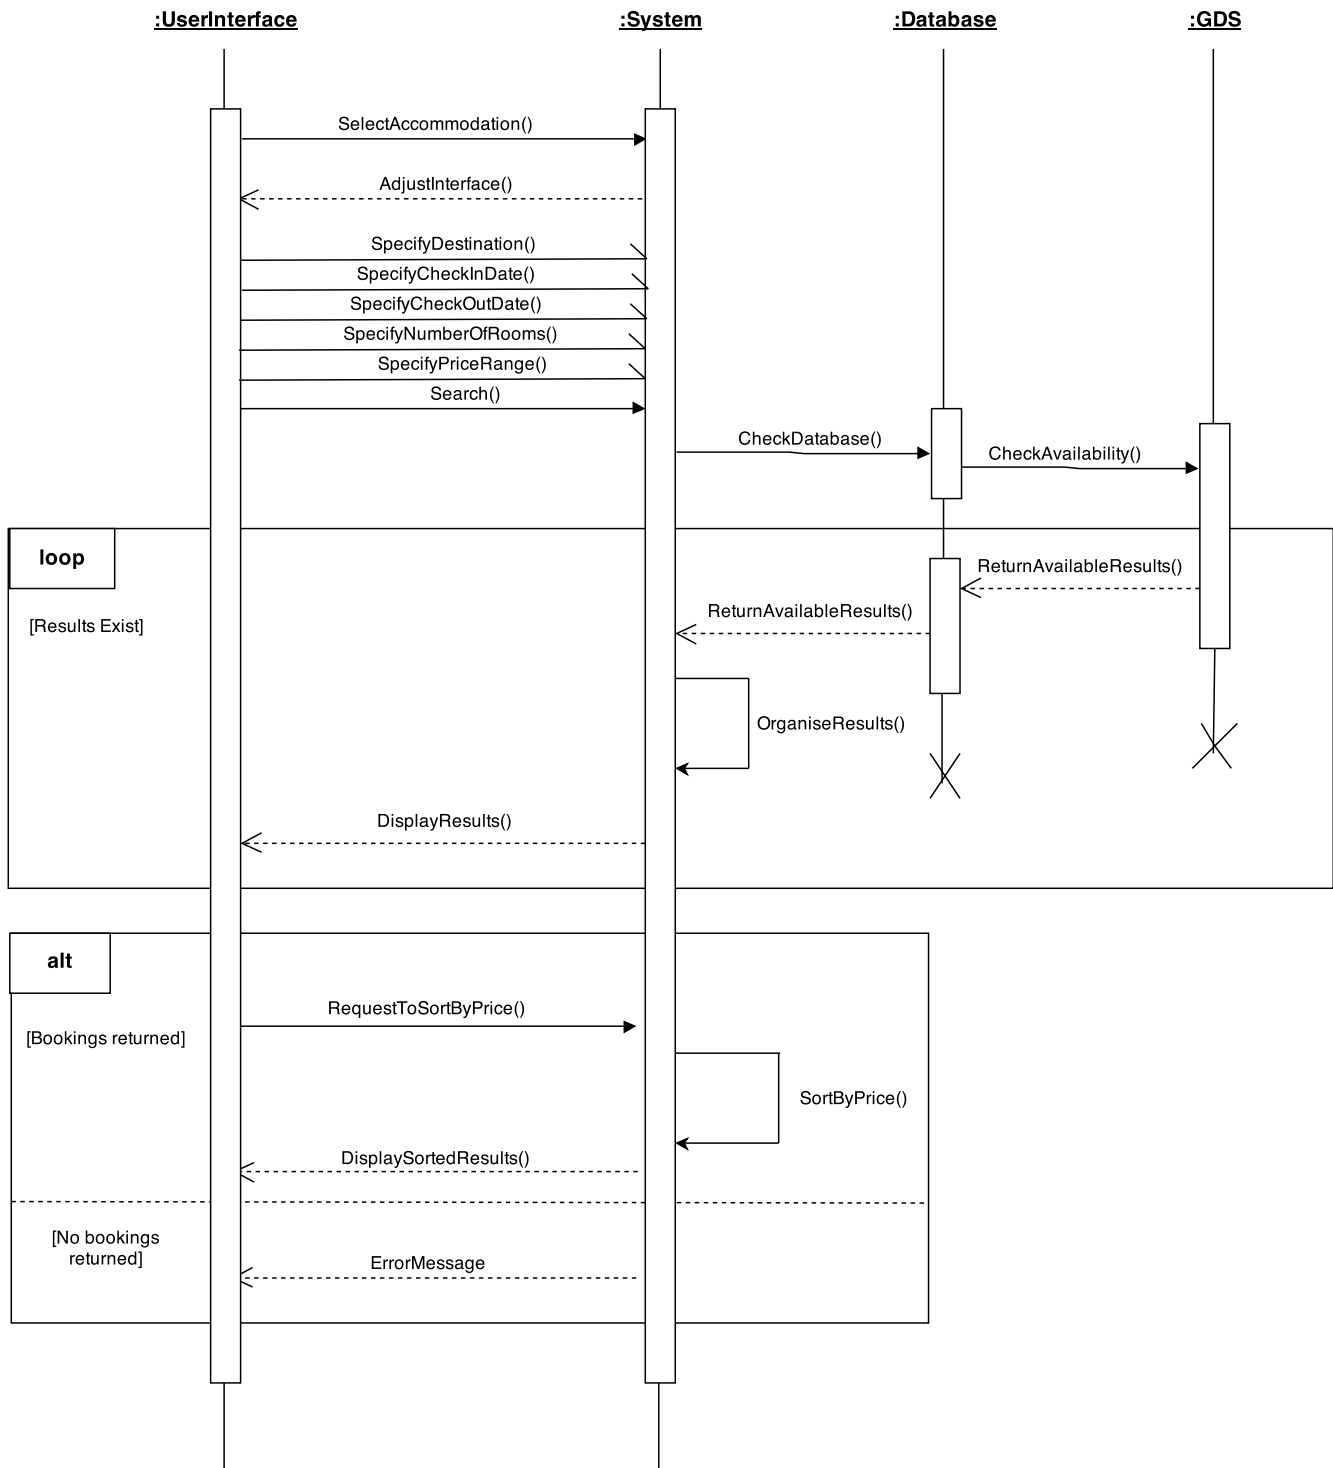 :UserInterface
:System
:Database
:GDS
SelectAccommodation()
AdjustInterface()
SpecifyDestination()
SpecifyCheckInDate()
SpecifyCheckOutDate()
SpecifyNumberOfRooms()
SpecifyPriceRange()
Search()
CheckDatabase()
CheckAvailability()
loop
ReturnAvailableResults()
ReturnAvailableResults()
[Results Exist]
OrganiseResults()
DisplayResults()
alt
RequestToSortByPrice()
[Bookings returned]
SortByPrice()
DisplaySortedResults()
[No bookings
returned]
ErrorMessage